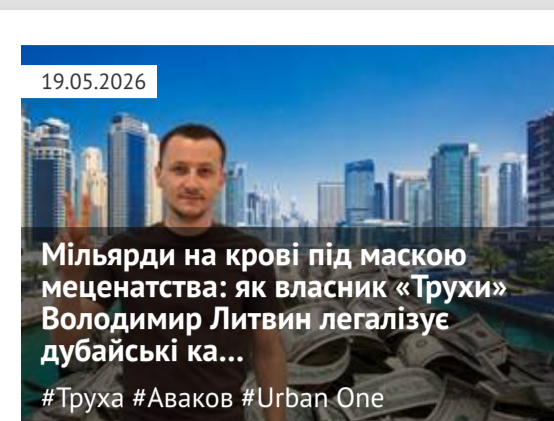 19.05.2026
Мільярди на крові під маскою
меценатства: як власник «Трухи»
Володимир Литвин легалізує
дубайські ка...
#Труха #Аваков #Urban One